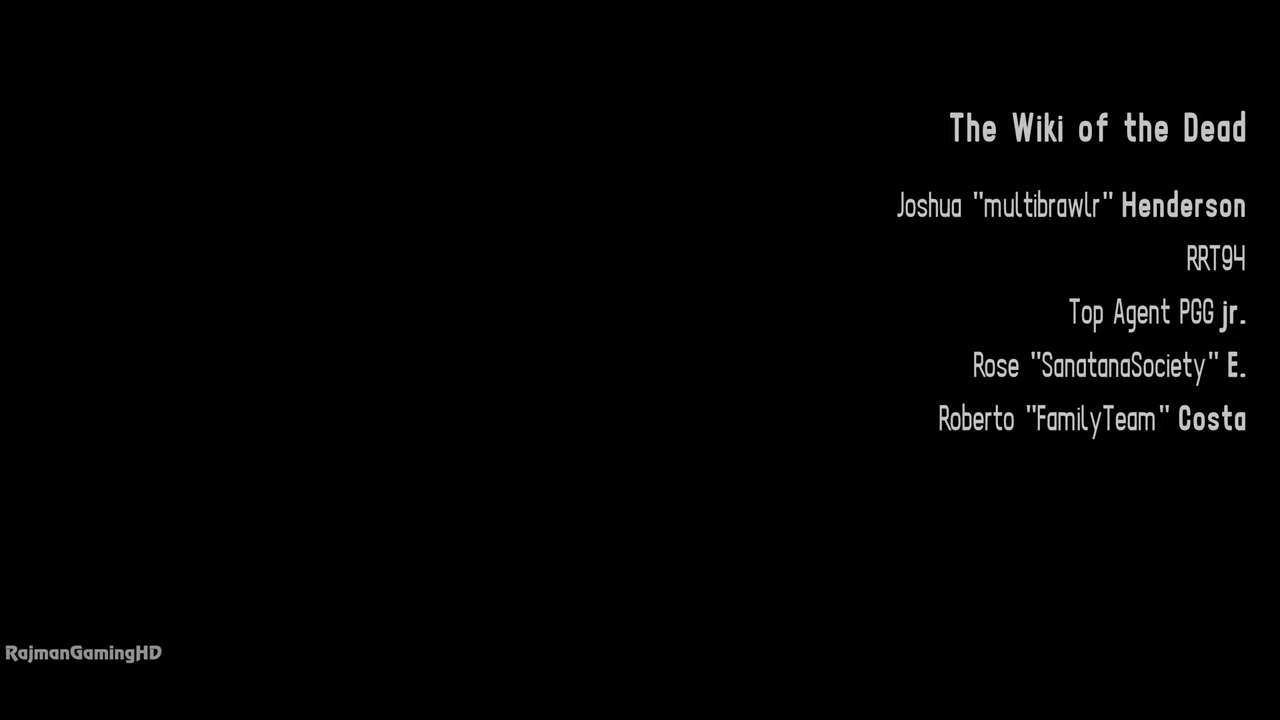 The Wiki of the Dead
Joshua "multibrawlr" Henderson
RRT94
Top Agent PGG jr.
Rose "SanatanaSociety" E.
Roberto "FamilyTeam" Costa
RajmanGamingHD